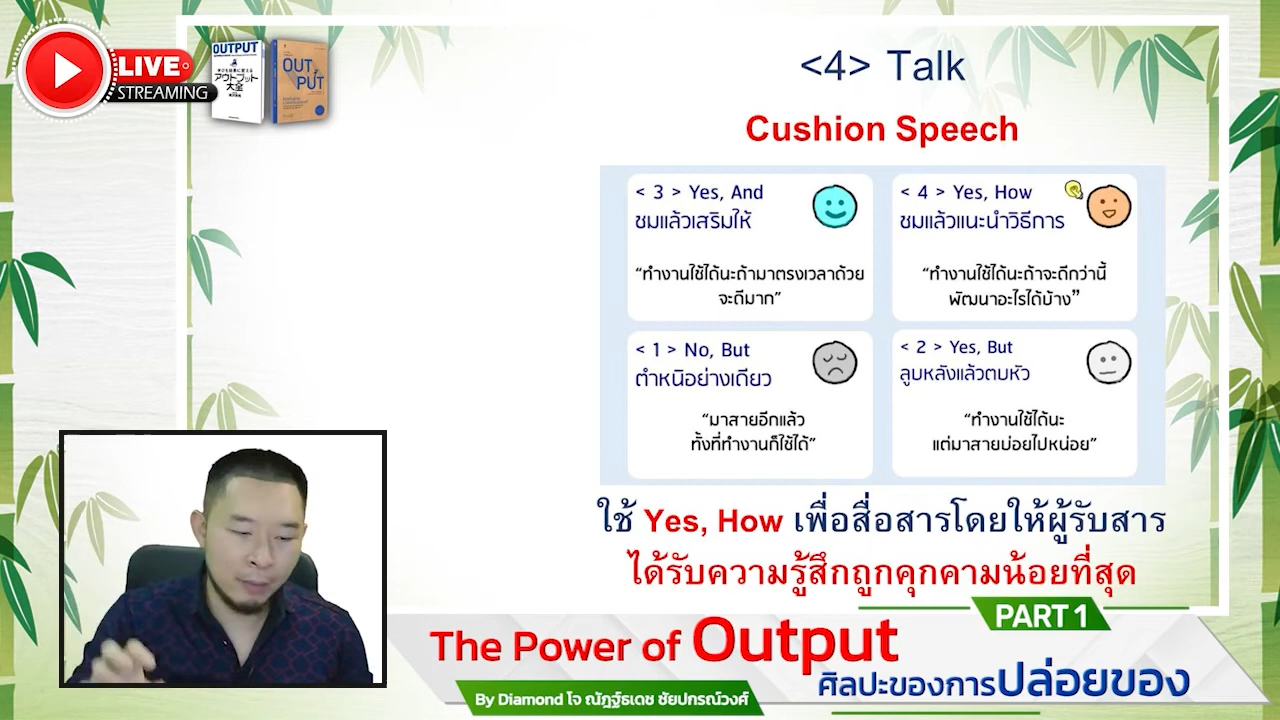 LIVE
STREAMING
OUTPUT
アウトプット
大全
OUT
PUT
<4> Talk
Cushion Speech
< 3 > Yes, And
ชมแล้วเสริมให้
“ทำงานใช้ได้นะถ้ามาตรงเวลาด้วย
จะดีมาก”
< 4 > Yes, How
ชมแล้วแนะนำวิธีการ
“ทำงานใช้ได้นะถ้าจะดีกว่านี้
พัฒนาอะไรได้บ้าง”
< 1 > No, But
ตำหนิอย่างเดียว
“มาสายอีกแล้ว
ทั้งที่ทำงานก็ใช้ได้”
< 2 > Yes, But
ลูบหลังแล้วตบหัว
“ทำงานใช้ได้นะ
แต่มาสายบ่อยไปหน่อย”
ใช้ Yes, How เพื่อสื่อสารโดยให้ผู้รับสาร
ได้รับความรู้สึกถูกคุกคามน้อยที่สุด
PART 1
The Power of Output
ศิลปะของการปล่อยของ
By Diamond โจ ณัฏฐ์ธเดช ชัยปกรณ์วงศ์